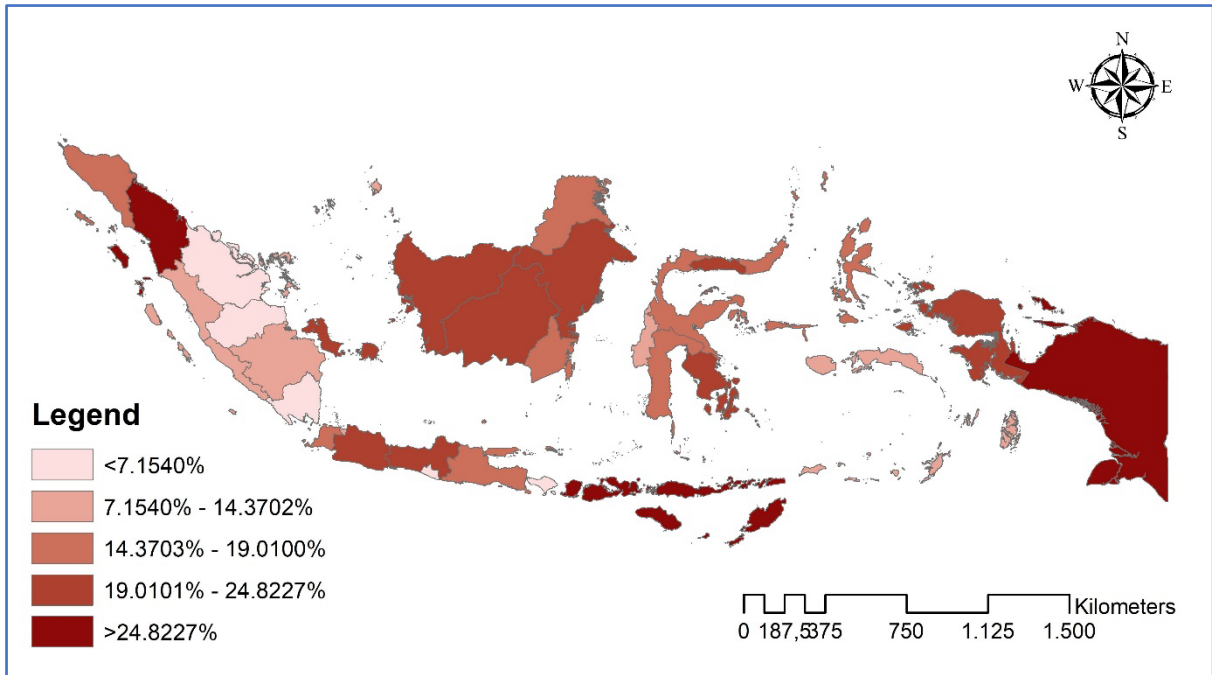 N
W E
S
Legend
<7.1540%
7.1540% - 14.3702%
14.3703% - 19.0100%
19.0101% - 24.8227%
>24.8227%
Kilometers
0 187,5375 750 1.125 1.500